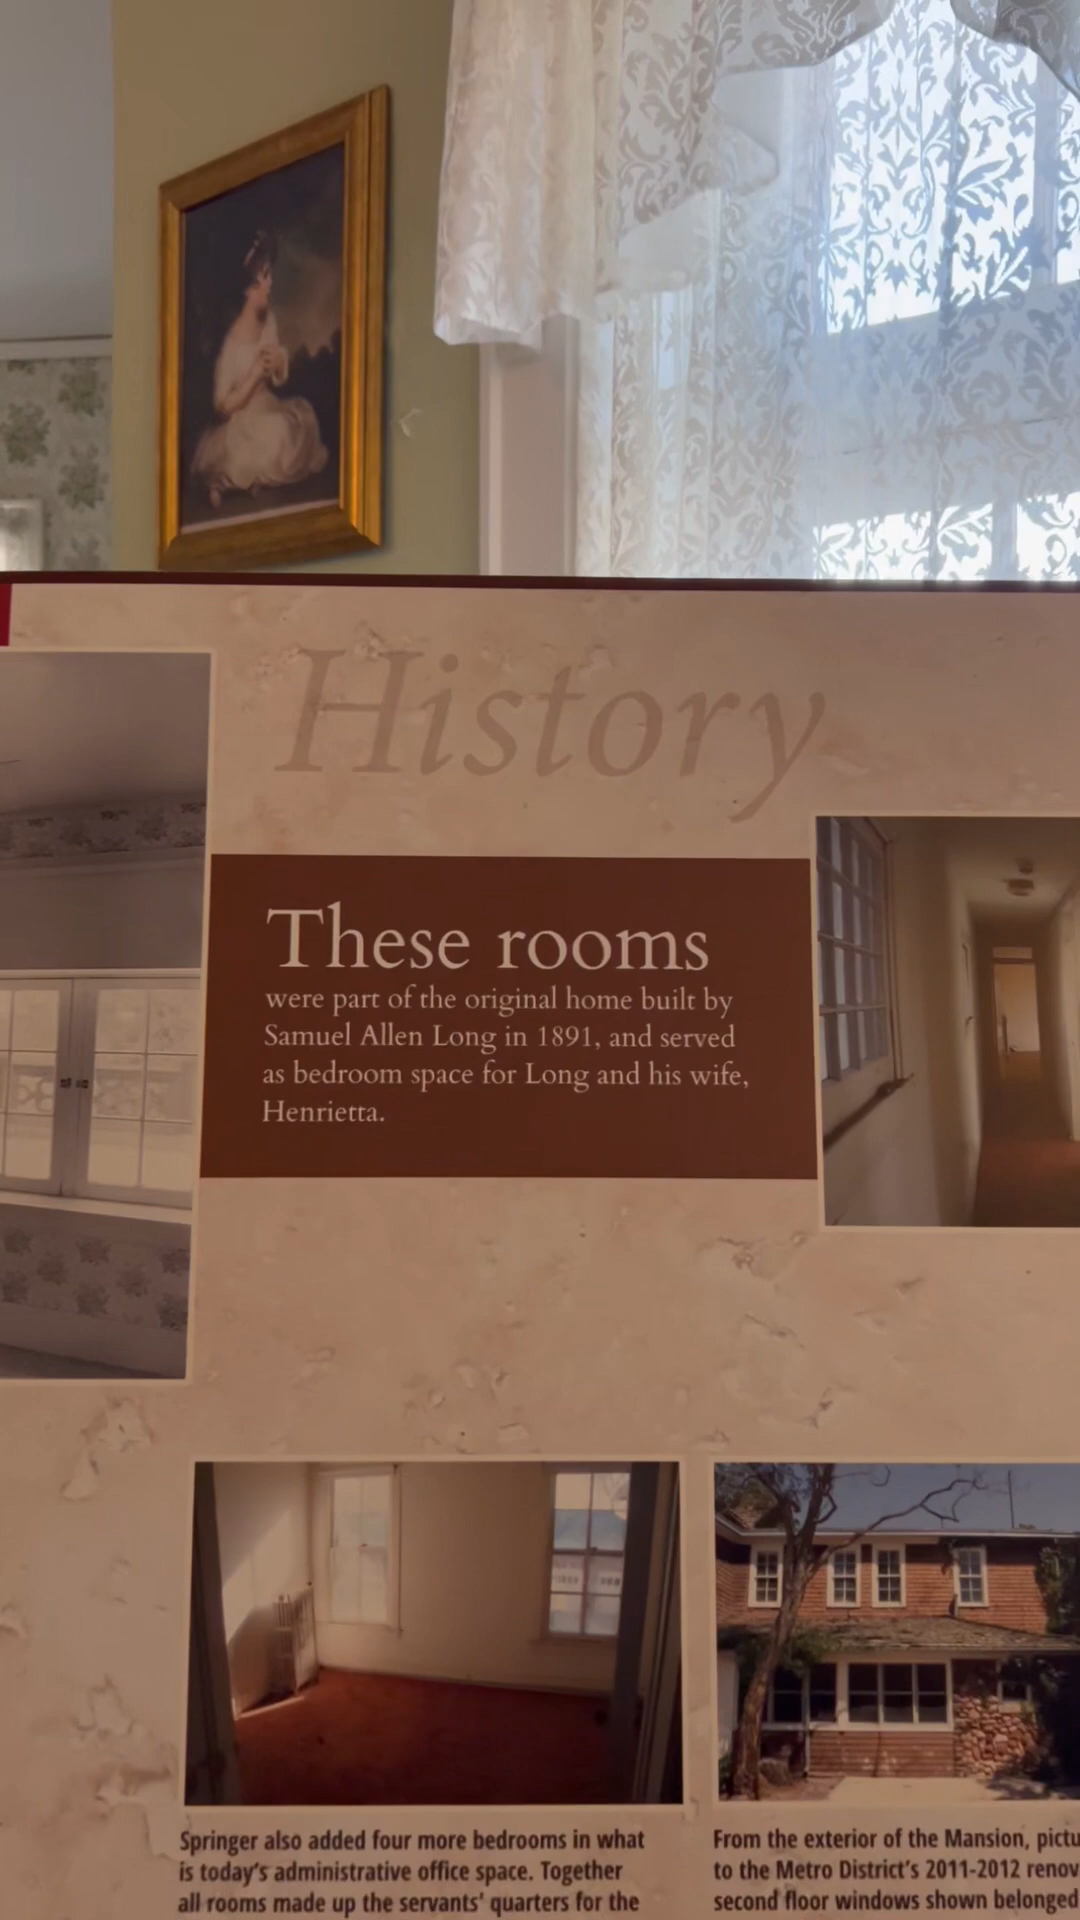 History
These rooms
were part of the original home built by
Samuel Allen Long in 1891, and served
as bedroom space for Long and his wife,
Henrietta.
Springer also added four more bedrooms in what
is today's administrative office space. Together
all rooms made up the servants' quarters for the
From the exterior of the Mansion, pictu
to the Metro District's 2011-2012 renov
second floor windows shown belonged